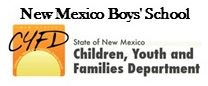 New Mexico Boys' School
CYFD
State of New Mexico
Children, Youth and
Families Department